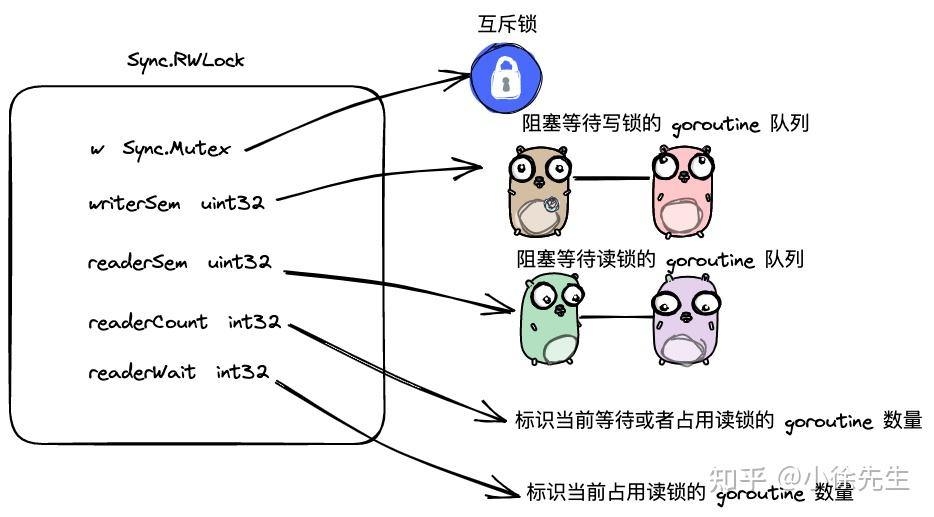 互斥锁
Sync.RWLock
阻塞等待写锁的 goroutine 队列
w Sync.Mutex
writerSem uint32
阻塞等待读锁的 goroutine 队列
readerSem uint32
readerCount int32
readerWait int32
标识当前等待或者占用读锁的 goroutine 数量
标识当前占用读锁的 goroutine 数量
知乎 @小徐先生